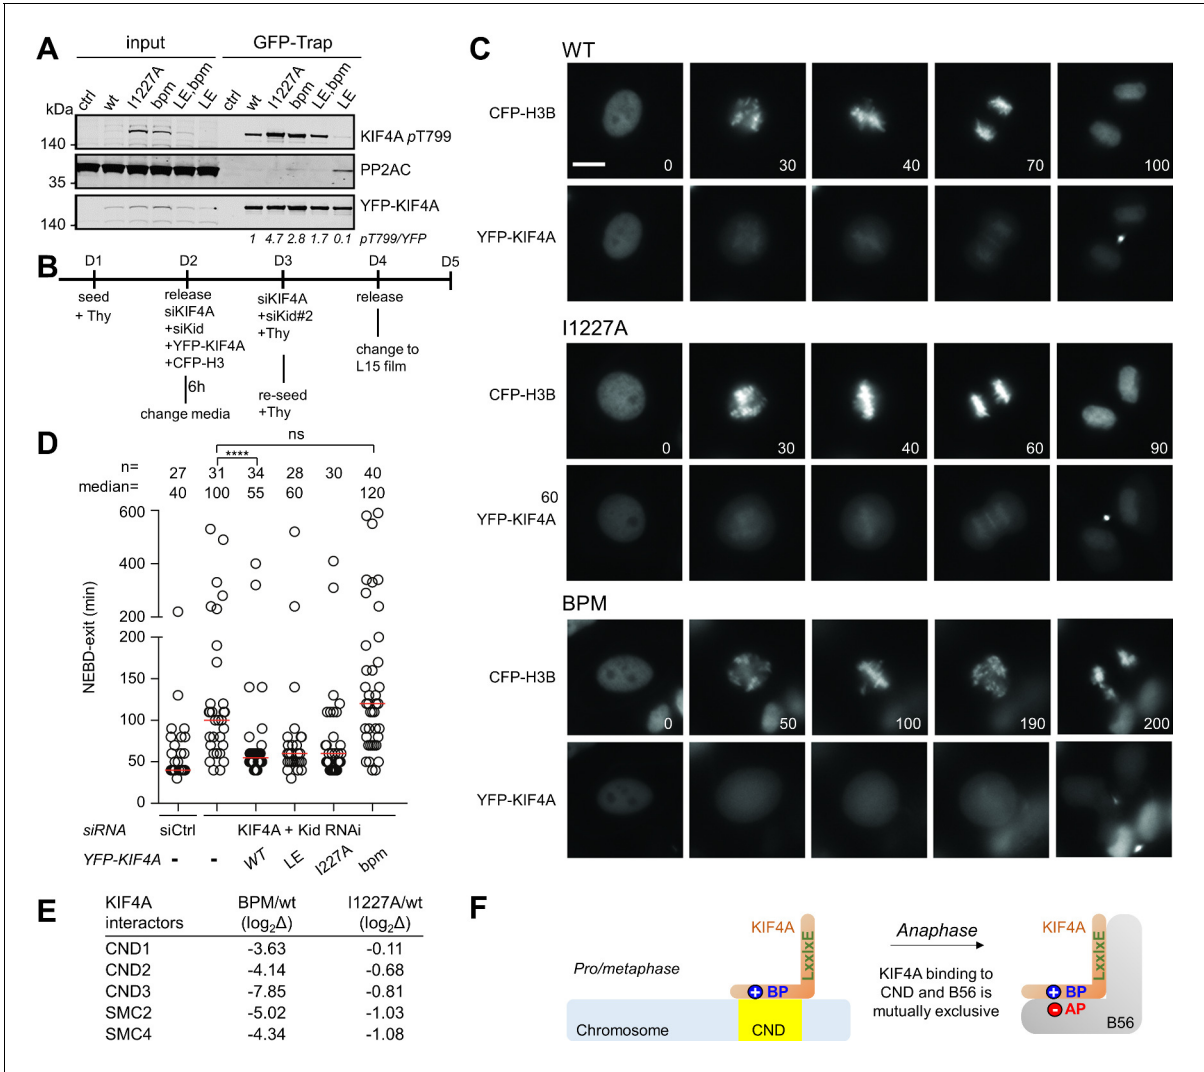 A
input
GFP-Trap
kDa
ctrl
wt
I1227A
bpm
LE,bpm
LE
ctrl
wt
I1227A
bpm
LE,bpm
LE
140
KIF4A pT799
35
PP2AC
140
YFP-KIF4A
1 4.7 2.8 1.7 0.1 pT799/YFP
B
D1 D2 D3 D4 D5
seed
+ Thy
release
siKIF4A
+siKid
+YFP-KIF4A
+CFP-H3
6h
change media
siKIF4A
+siKid#2
+Thy
re-seed
+Thy
release
change to
L15 film
C
WT
CFP-H3B
0 30 40 70 100
YFP-KIF4A
I1227A
CFP-H3B
0 30 40 60 90
60
YFP-KIF4A
BPM
CFP-H3B
0 50 100 190 200
YFP-KIF4A
D
ns
****
n= 27 31 34 28 30 40
median= 40 100 55 60 120
NEBD-exit (min)
600
400
200
200
150
100
50
0
siRNA siCtrl KIF4A + Kid RNAi
YFP-KIF4A - - WT LE I227A bpm
E
KIF4A interactors BPM/wt (log₂Δ) I1227A/wt (log₂Δ)
CND1 -3.63 -0.11
CND2 -4.14 -0.68
CND3 -7.85 -0.81
SMC2 -5.02 -1.03
SMC4 -4.34 -1.08
F
Pro/metaphase
KIF4A
LxxIxE
+ BP
Chromosome
CND
Anaphase
KIF4A binding to
CND and B56 is
mutually exclusive
KIF4A
LxxIxE
+ BP
- AP
B56